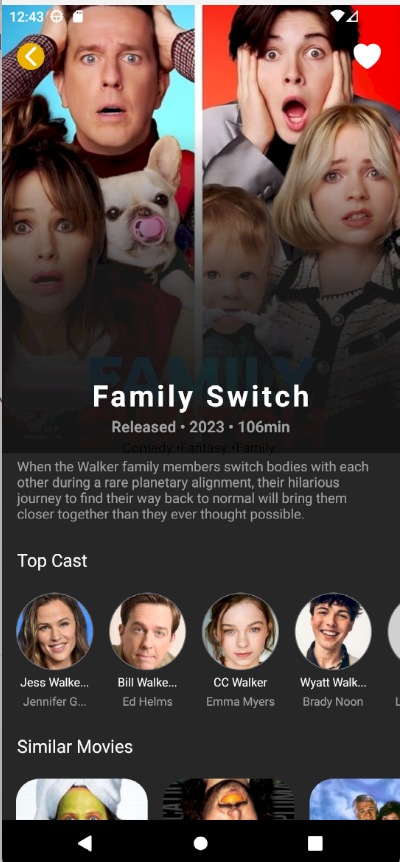 12:43
FAMILY
Family Switch
Released • 2023 • 106min
Comedy •Fantasy •Family
When the Walker family members switch bodies with each
other during a rare planetary alignment, their hilarious
journey to find their way back to normal will bring them
closer together than they ever thought possible.
Top Cast
Jess Walke...
Bill Walke...
CC Walker
Wyatt Walk...
Jennifer G...
Ed Helms
Emma Myers
Brady Noon
Similar Movies